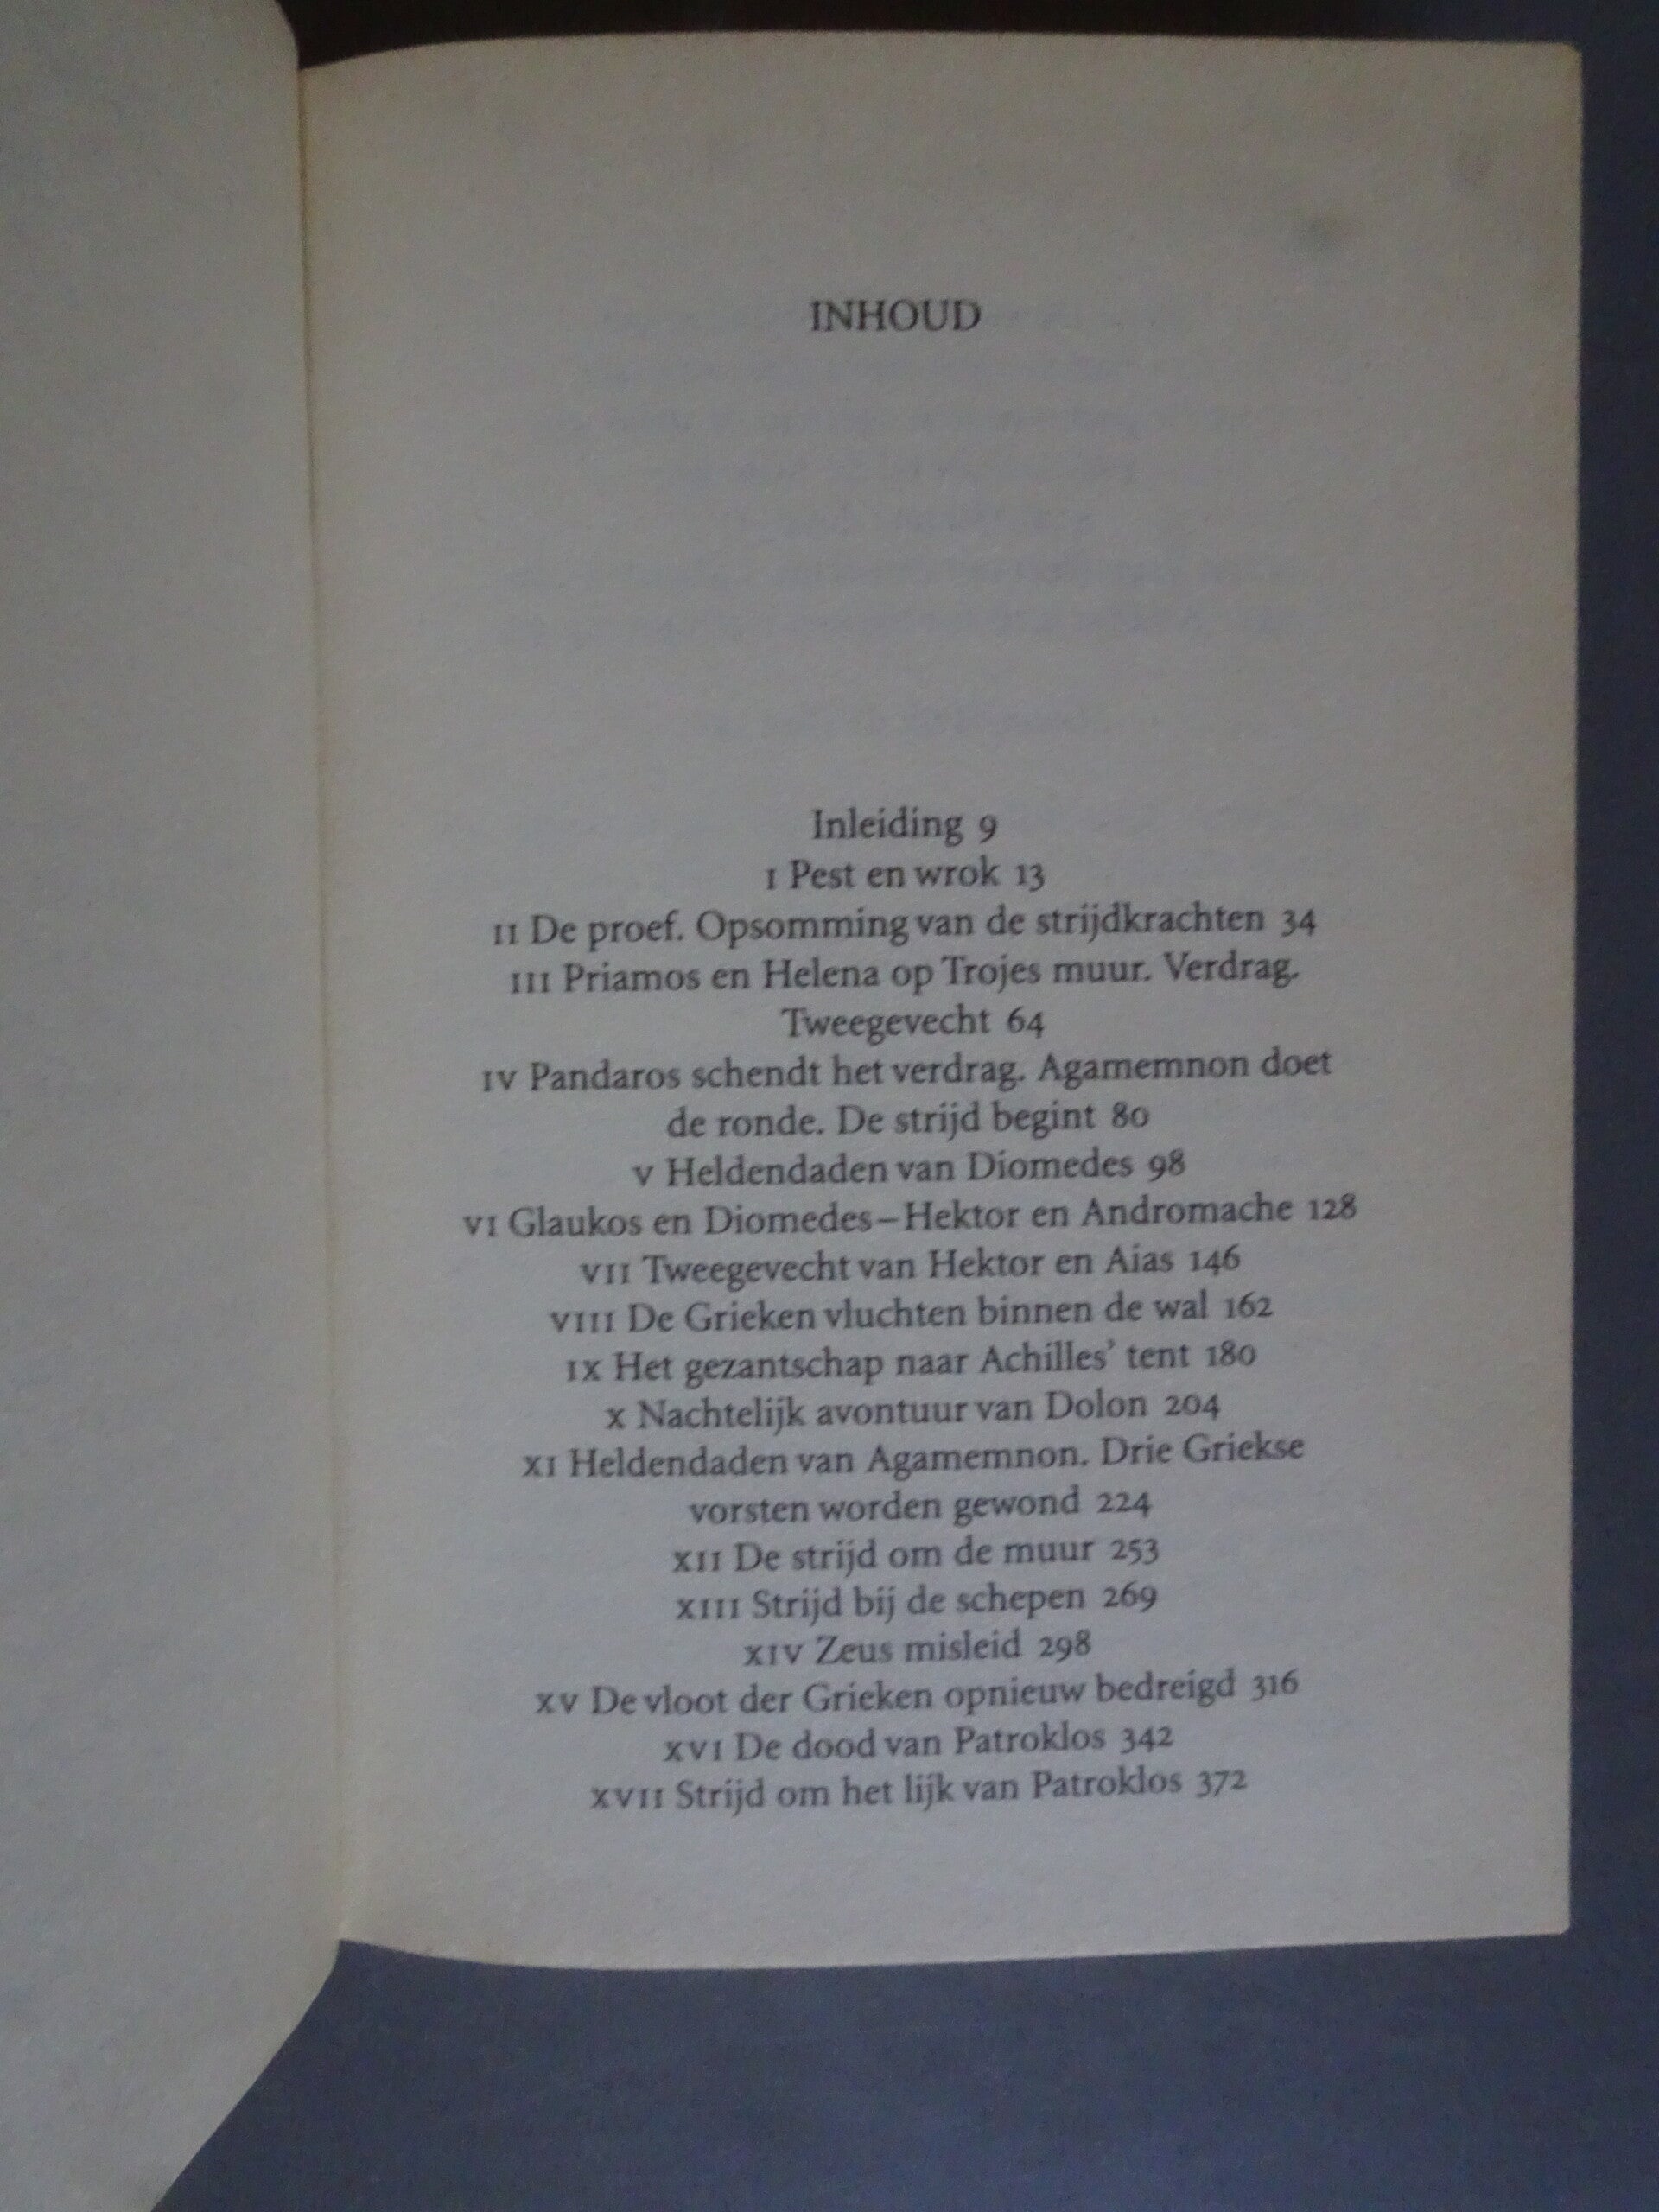 INHOUD
Inleiding 9
I Pest en wrok 13
II De proef. Opsomming van de strijdkrachten 34
III Priamos en Helena op Trojes muur. Verdrag.
Tweegevecht 64
IV Pandaros schendt het verdrag. Agamemnon doet
de ronde. De strijd begint 80
V Heldendaden van Diomedes 98
VI Glaukos en Diomedes–Hektor en Andromache 128
VII Tweegevecht van Hektor en Aias 146
VIII De Grieken vluchten binnen de wal 162
IX Het gezantschap naar Achilles' tent 180
X Nachtelijk avontuur van Dolon 204
XI Heldendaden van Agamemnon. Drie Griekse
vorsten worden gewond 224
XII De strijd om de muur 253
XIII Strijd bij de schepen 269
XIV Zeus misleid 298
XV De vloot der Grieken opnieuw bedreigd 316
XVI De dood van Patroklos 342
XVII Strijd om het lijk van Patroklos 372